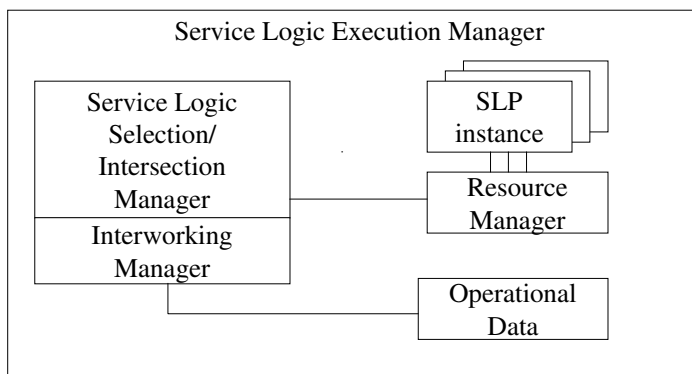 Service Logic Execution Manager
Service Logic
Selection/
Intersection
Manager
Interworking
Manager
SLP
instance
Resource
Manager
Operational
Data